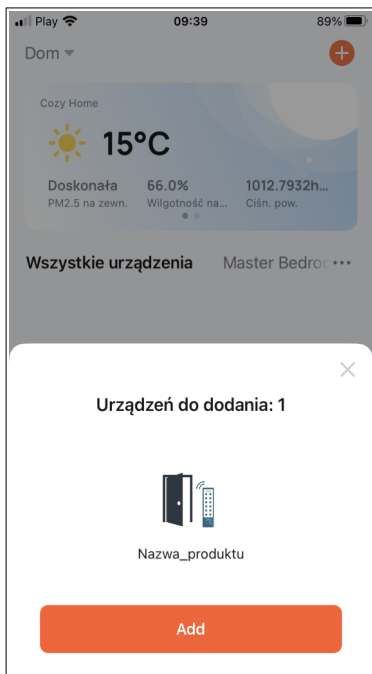 Play 09:39 89%
Dom
Cozy Home
15°C
Doskonała 66.0% 1012.7932h...
PM2.5 na zewn. Wilgotność na... Ciśn. pow.
Wszystkie urządzenia Master Bedroc ...
Urządzeń do dodania: 1
Nazwa_produktu
Add